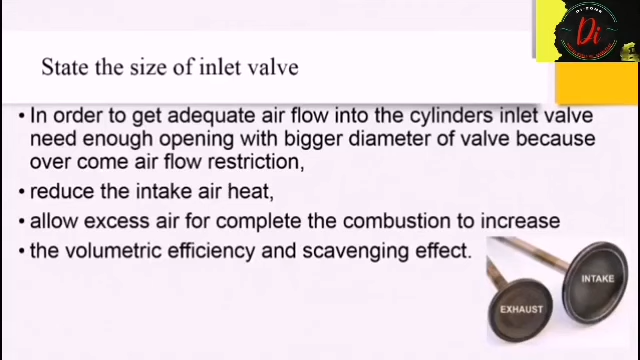 Di
State the size of inlet valve
• In order to get adequate air flow into the cylinders inlet valve
need enough opening with bigger diameter of valve because
over come air flow restriction,
• reduce the intake air heat,
• allow excess air for complete the combustion to increase
• the volumetric efficiency and scavenging effect.
INTAKE
EXHAUST